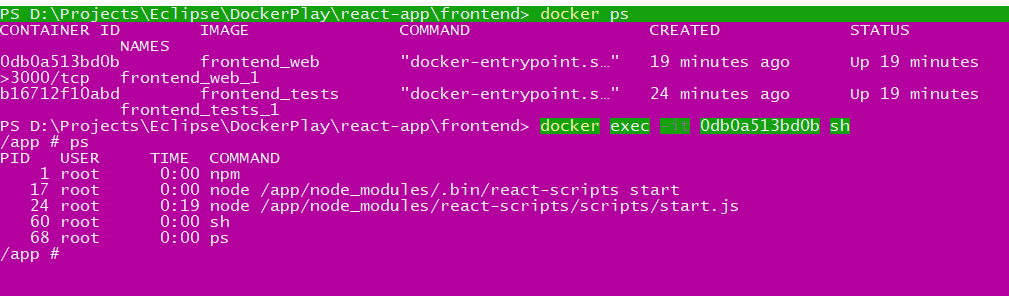 PS D:\Projects\Eclipse\DockerPlay\react-app\frontend> docker ps
CONTAINER ID        IMAGE               COMMAND                  CREATED             STATUS
            NAMES
0db0a513bd0b        frontend_web        "docker-entrypoint.s…"   19 minutes ago      Up 19 minutes
>3000/tcp   frontend_web_1
b16712f10abd        frontend_tests      "docker-entrypoint.s…"   24 minutes ago      Up 19 minutes
            frontend_tests_1
PS D:\Projects\Eclipse\DockerPlay\react-app\frontend> docker exec -it 0db0a513bd0b sh
/app # ps
PID   USER     TIME  COMMAND
    1 root      0:00 npm
   17 root      0:00 node /app/node_modules/.bin/react-scripts start
   24 root      0:19 node /app/node_modules/react-scripts/scripts/start.js
   60 root      0:00 sh
   68 root      0:00 ps
/app #